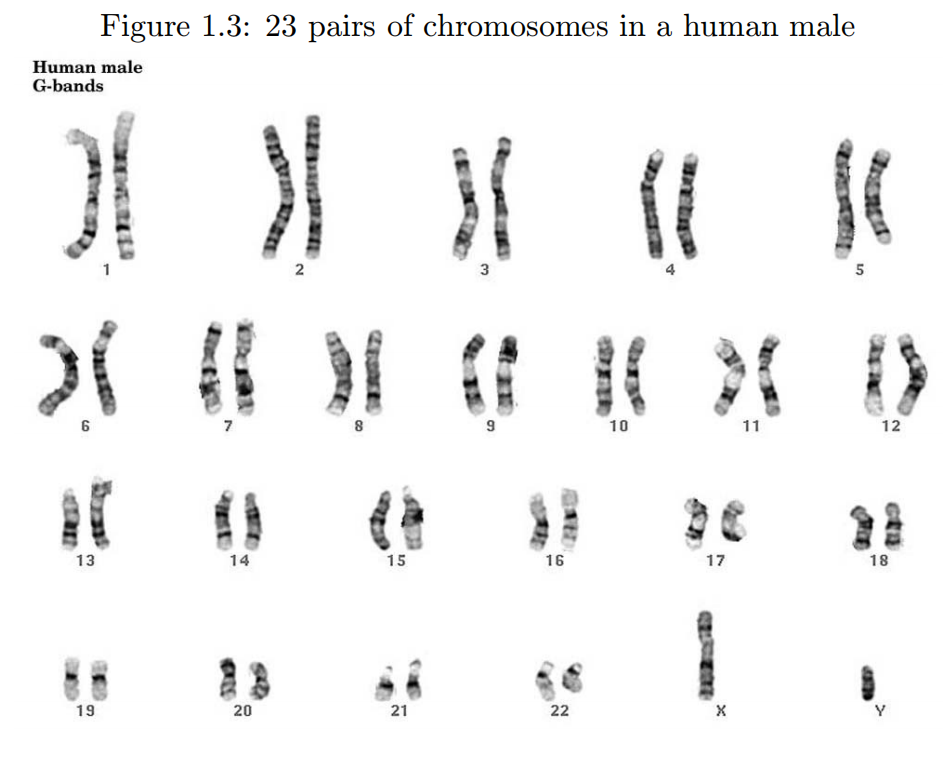 Figure 1.3: 23 pairs of chromosomes in a human male
Human male
G-bands
1 2 3 4 5
6 7 8 9 10 11 12
13 14 15 16 17 18
19 20 21 22 X Y